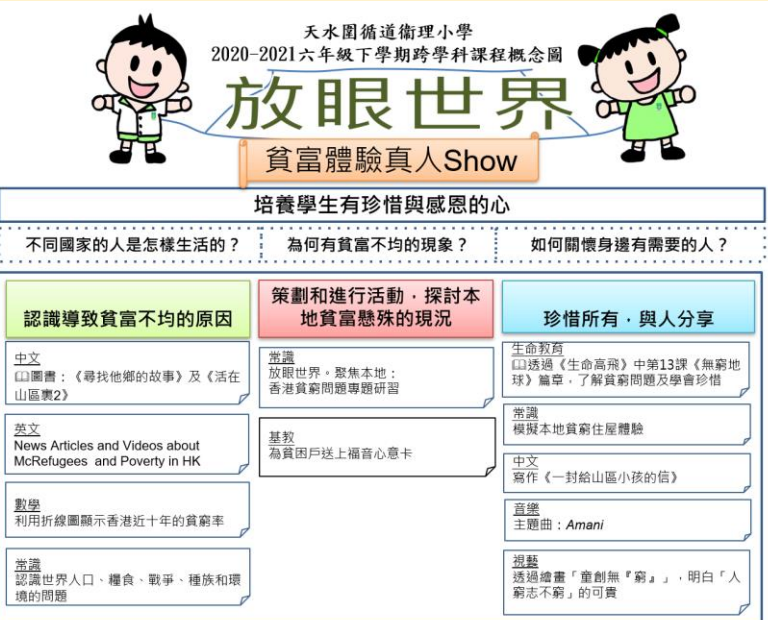 天水圍循道衞理小學
2020-2021六年級下學期跨學科課程概念圖
放眼世界
貧富體驗真人Show
培養學生有珍惜與感恩的心
不同國家的人是怎樣生活的？
為何有貧富不均的現象？
如何關懷身邊有需要的人？
認識導致貧富不均的原因
中文
🕮圖書：《尋找他鄉的故事》及《活在
山區裏2》
英文
News Articles and Videos about
McRefugees and Poverty in HK
數學
利用折線圖顯示香港近十年的貧窮率
常識
認識世界人口、糧食、戰爭、種族和環
境的問題
策劃和進行活動，探討本
地貧富懸殊的現況
常識
放眼世界。聚焦本地：
香港貧窮問題專題研習
基教
為貧困戶送上福音心意卡
珍惜所有，與人分享
生命教育
🕮透過《生命高飛》中第13課《無窮地
球》篇章，了解貧窮問題及學會珍惜
常識
模擬本地貧窮住屋體驗
中文
寫作《一封給山區小孩的信》
音樂
主題曲：Amani
視藝
透過繪畫「童創無『窮』」，明白「人
窮志不窮」的可貴